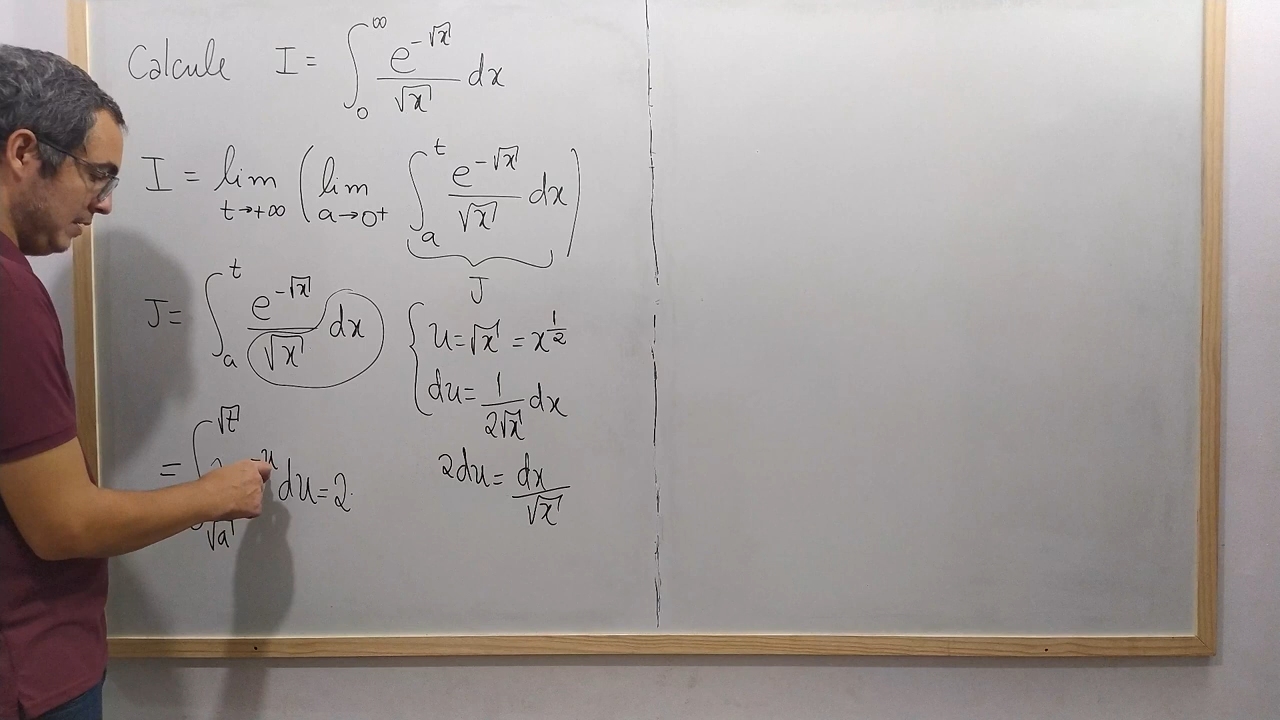 Calcule I = ∫₀^∞ e^{-√x}/√x dx
I = lim_{t→+∞} ( lim_{a→0⁺} ∫ₐ^t e^{-√x}/√x dx )
J
J = ∫ₐ^t e^{-√x}/√x dx
{ u = √x = x^{1/2}
du = 1/(2√x) dx
= ∫_{√a}^{√t} du = 2·
2du = dx/√x